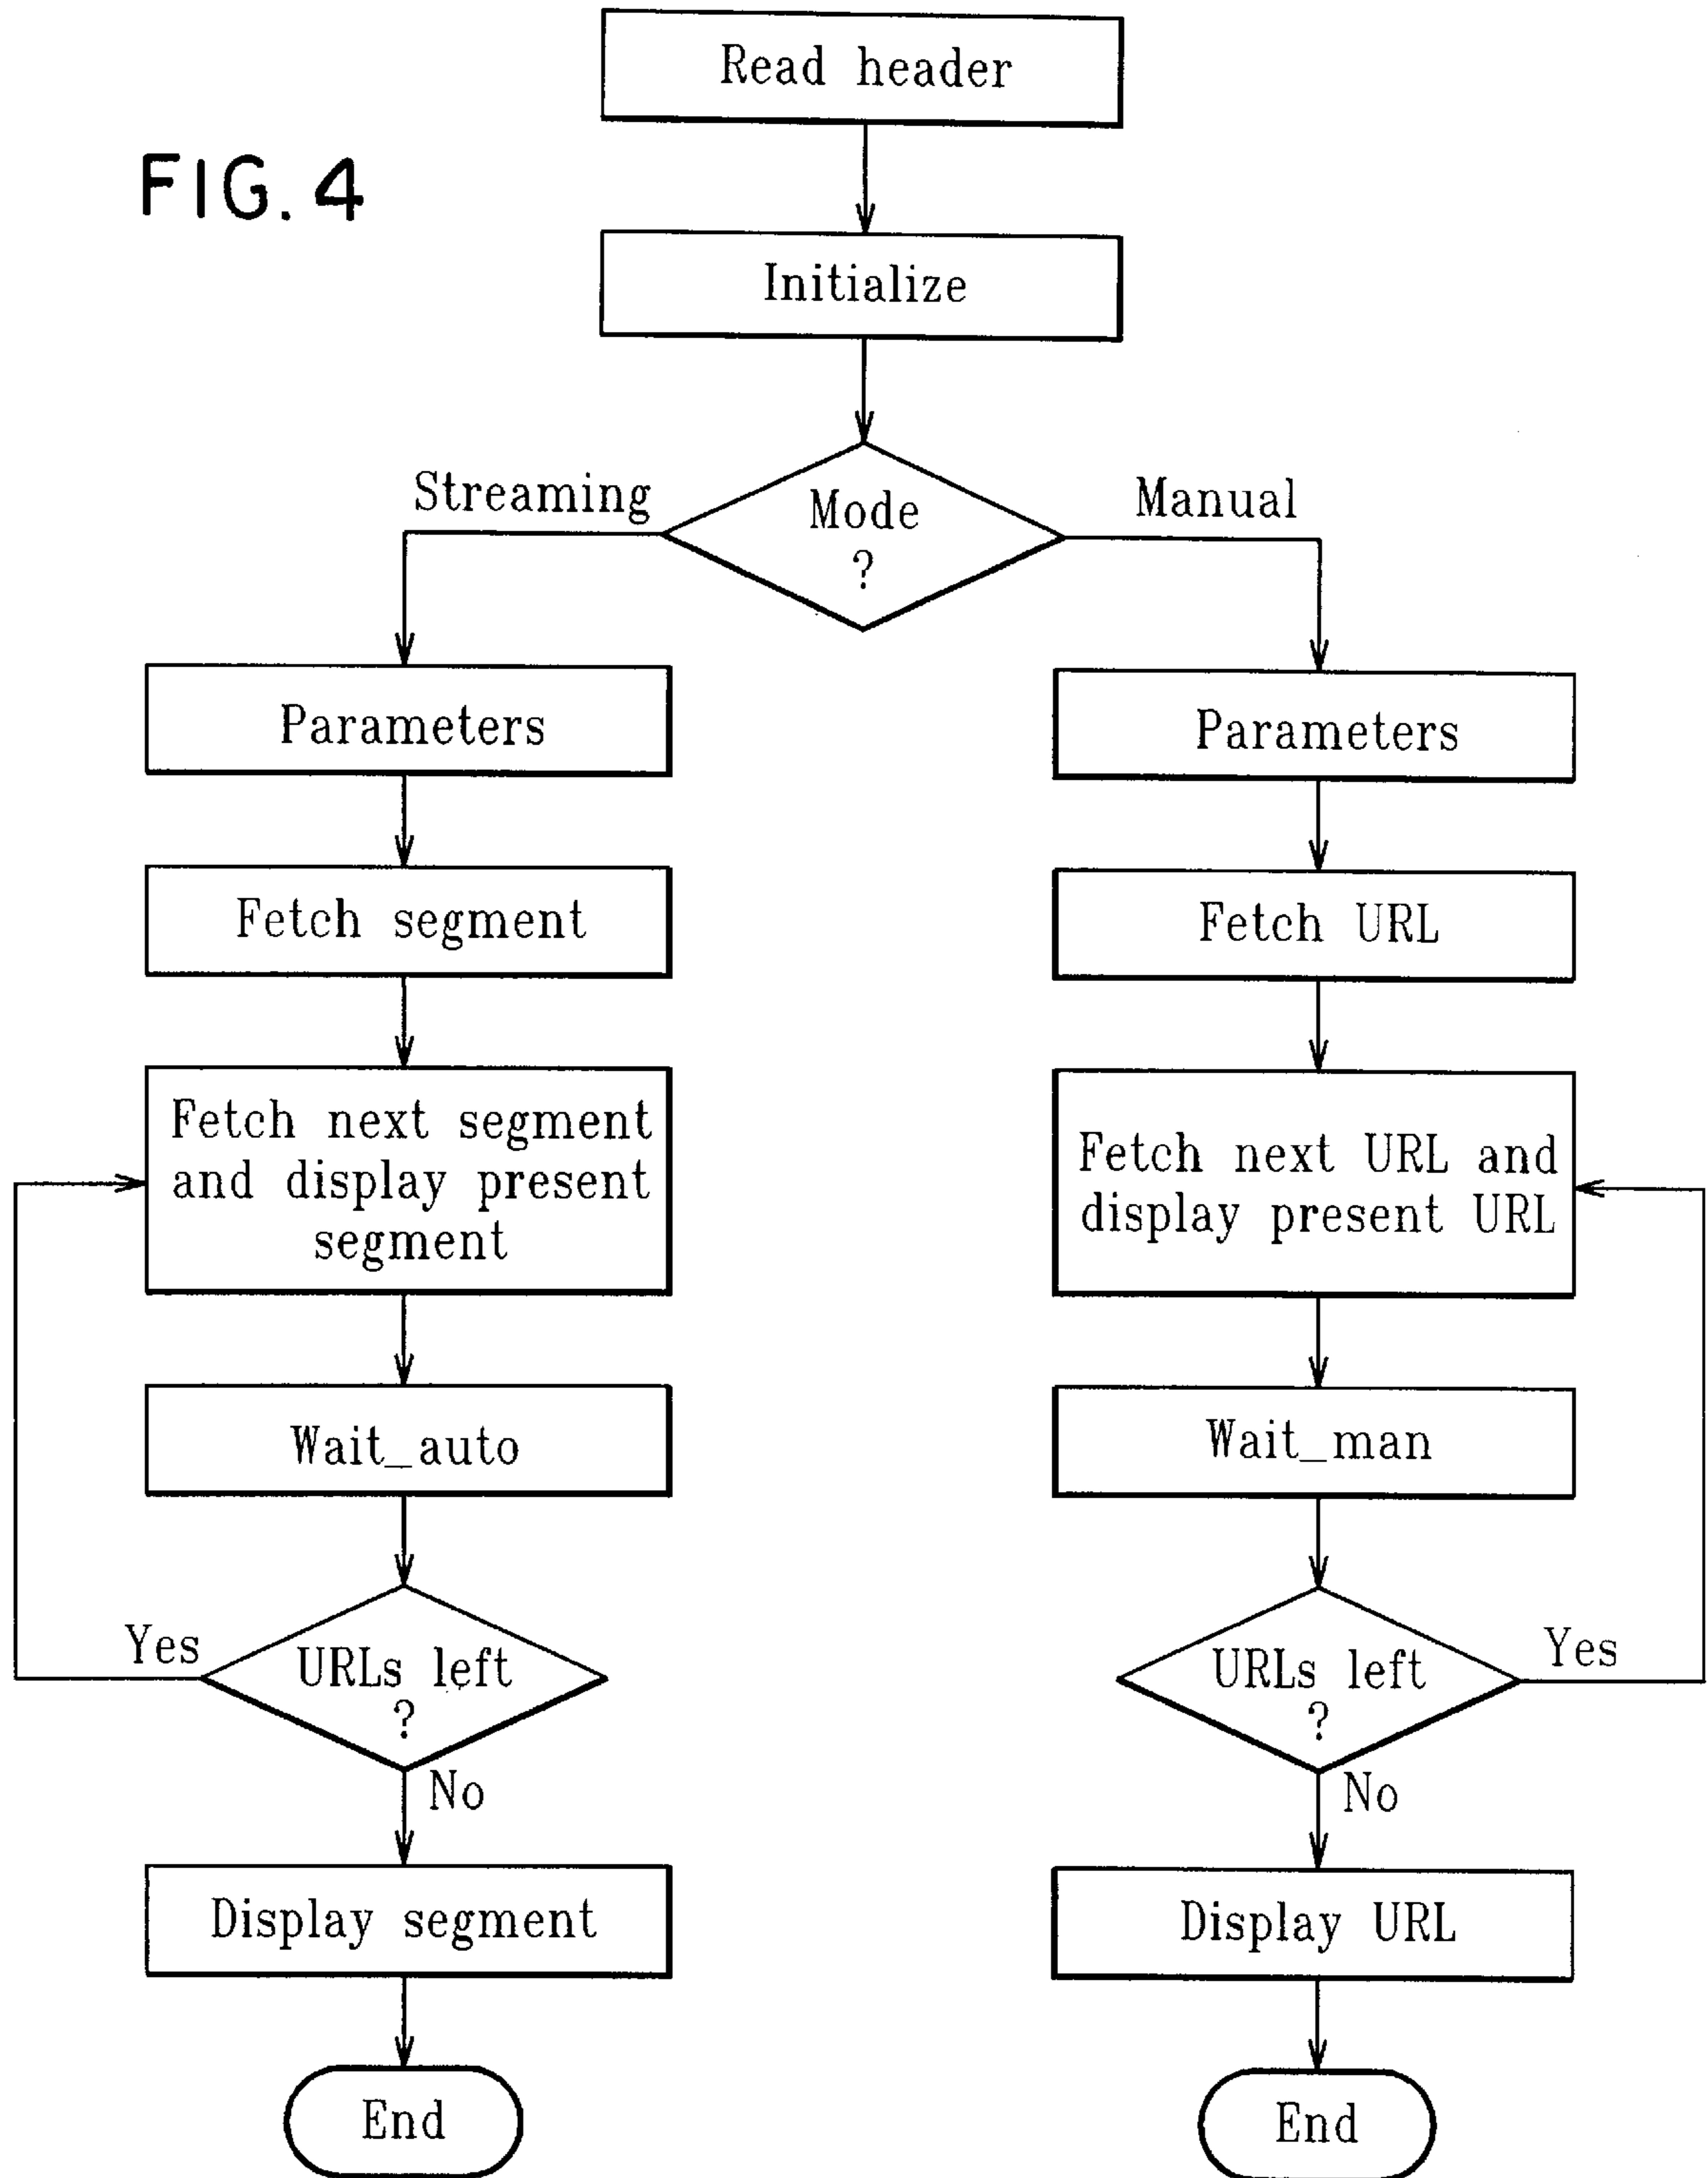 Read header
FIG. 4
Initialize
Streaming
Mode
?
Manual
Parameters
Fetch segment
Fetch next segment
and display present
segment
Wait_auto
Yes
URLs left
?
No
Display segment
End
Parameters
Fetch URL
Fetch next URL and
display present URL
Wait_man
URLs left
?
Yes
No
Display URL
End